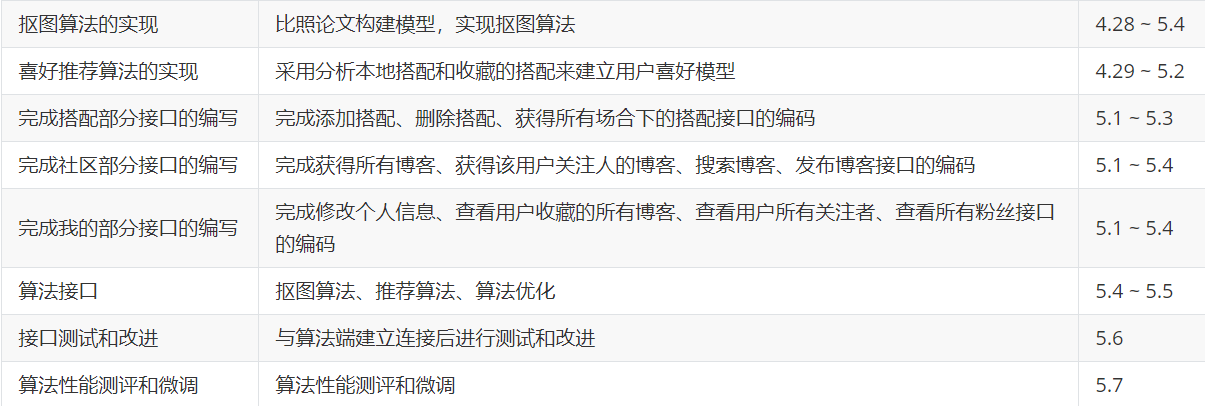 抠图算法的实现 比照论文构建模型，实现抠图算法 4.28 ~ 5.4
喜好推荐算法的实现 采用分析本地搭配和收藏的搭配来建立用户喜好模型 4.29 ~ 5.2
完成搭配部分接口的编写 完成添加搭配、删除搭配、获得所有场合下的搭配接口的编码 5.1 ~ 5.3
完成社区部分接口的编写 完成获得所有博客、获得该用户关注人的博客、搜索博客、发布博客接口的编码 5.1 ~ 5.4
完成我的部分接口的编写 完成修改个人信息、查看用户收藏的所有博客、查看用户所有关注者、查看所有粉丝接口
的编码 5.1 ~ 5.4
算法接口 抠图算法、推荐算法、算法优化 5.4 ~ 5.5
接口测试和改进 与算法端建立连接后进行测试和改进 5.6
算法性能测评和微调 算法性能测评和微调 5.7